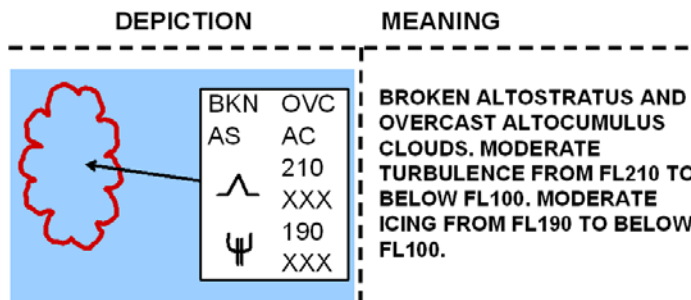 DEPICTION MEANING
BKN OVC
AS AC
210
XXX
190
XXX
BROKEN ALTOSTRATUS AND
OVERCAST ALTOCUMULUS
CLOUDS. MODERATE
TURBULENCE FROM FL210 TO
BELOW FL100. MODERATE
ICING FROM FL190 TO BELOW
FL100.